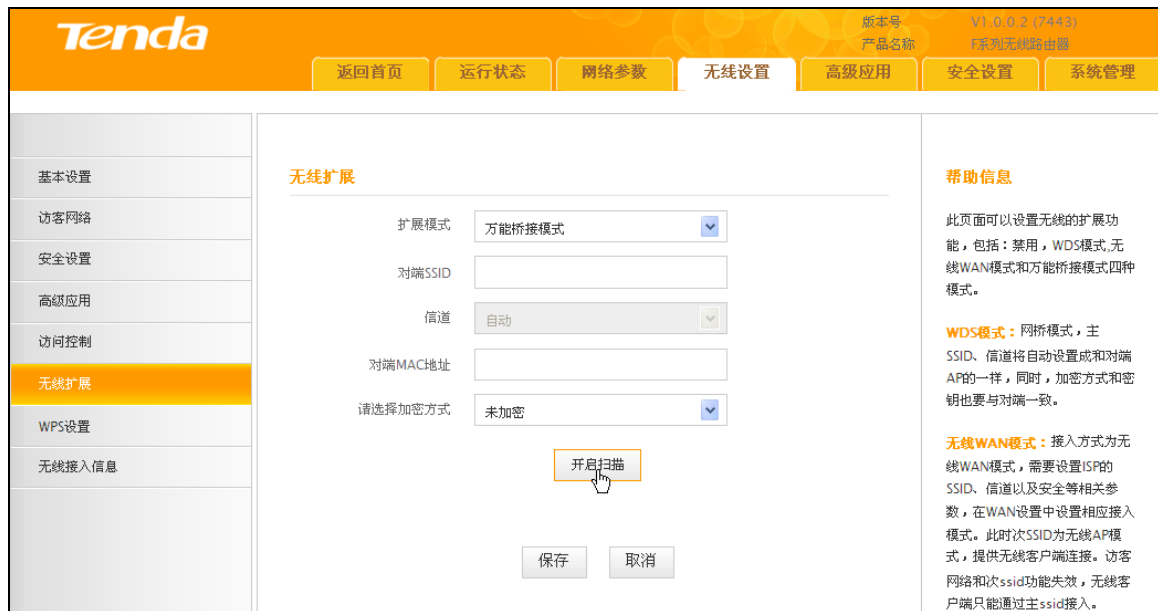 Tenda
版本号 V1.0.0.2 (7443)
产品名称 F系列无线路由器
返回首页 运行状态 网络参数 无线设置 高级应用 安全设置 系统管理
基本设置
访客网络
安全设置
高级应用
访问控制
无线扩展
WPS设置
无线接入信息
无线扩展
扩展模式 万能桥接模式
对端SSID
信道 自动
对端MAC地址
请选择加密方式 未加密
开启扫描
保存 取消
帮助信息
此页面可以设置无线的扩展功
能，包括：禁用，WDS模式,无
线WAN模式和万能桥接模式四种
模式。
WDS模式：网桥模式，主
SSID、信道将自动设置成和对端
AP的一样，同时，加密方式和密
钥也要与对端一致。
无线WAN模式：接入方式为无
线WAN模式，需要设置ISP的
SSID、信道以及安全等相关参
数，在WAN设置中设置相应接入
模式。此时次SSID为无线AP模
式，提供无线客户端连接。访客
网络和次ssid功能失效，无线客
户端只能通过主ssid接入。